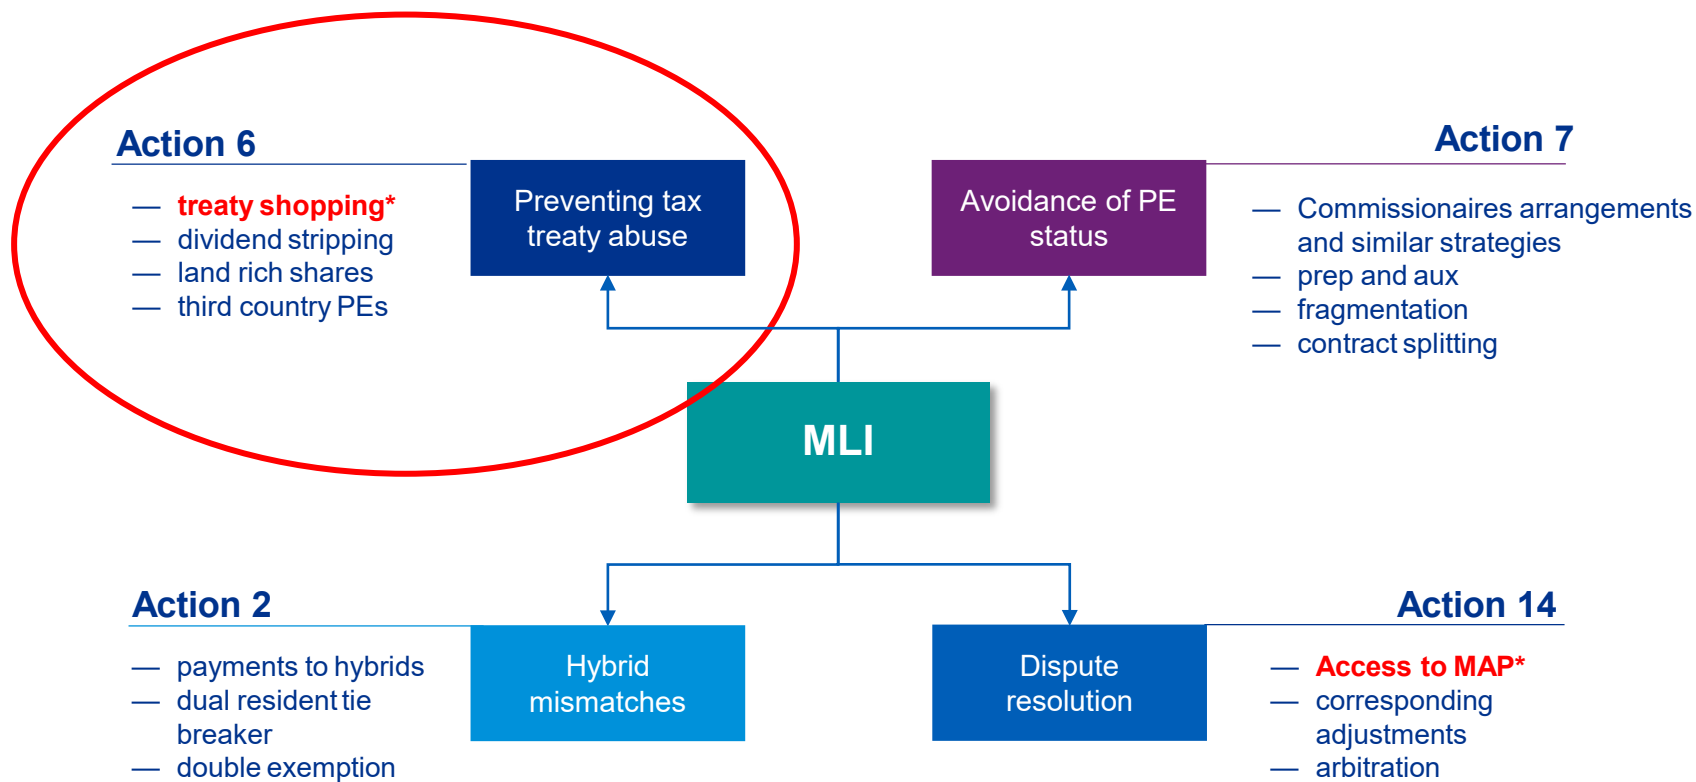 Action 6
— treaty shopping*
— dividend stripping
— land rich shares
— third country PEs
Preventing tax
treaty abuse
Avoidance of PE
status
Action 7
— Commissionaires arrangements
and similar strategies
— prep and aux
— fragmentation
— contract splitting
MLI
Action 2
— payments to hybrids
— dual resident tie
breaker
— double exemption
Hybrid
mismatches
Dispute
resolution
Action 14
— Access to MAP*
— corresponding
adjustments
— arbitration